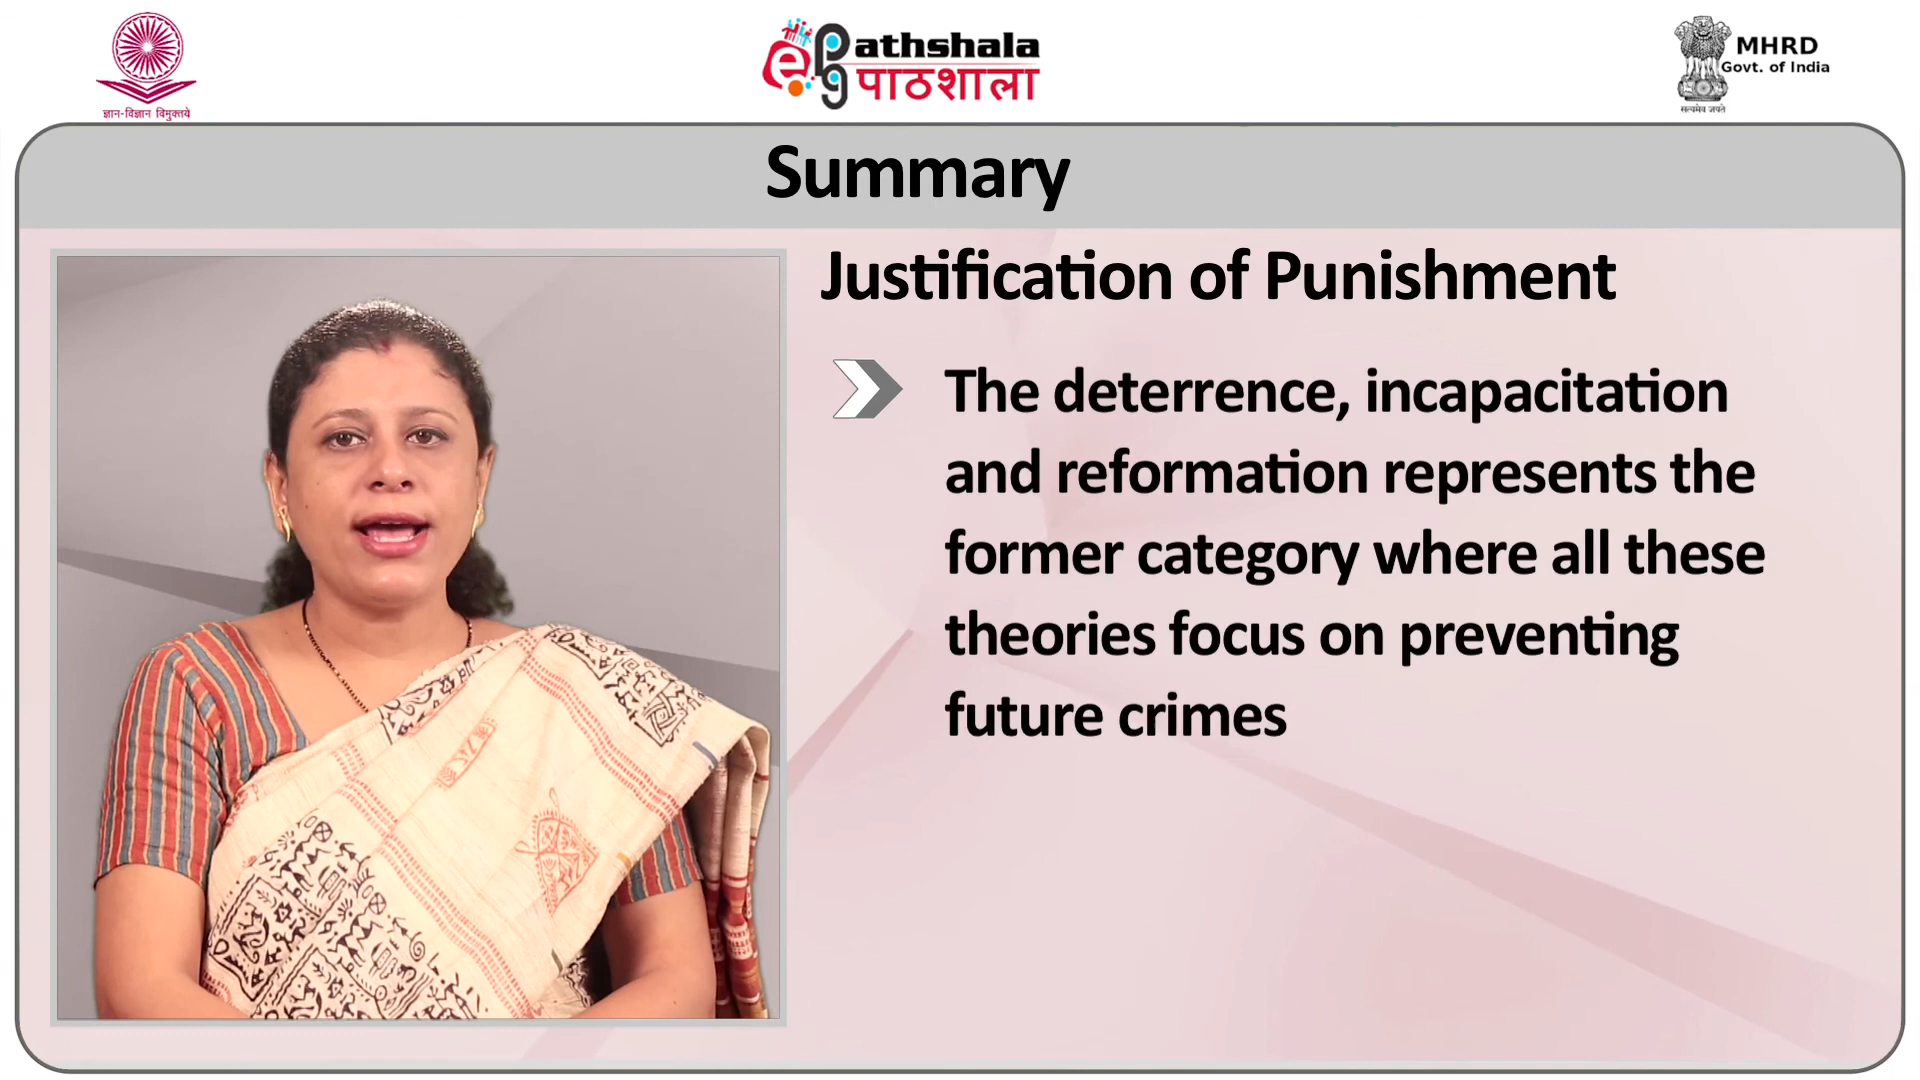 ज्ञान-विज्ञान विमुक्तये
ePG athshala
पाठशाला
MHRD
Govt. of India
सत्यमेव जयते
Summary
Justification of Punishment
The deterrence, incapacitation
and reformation represents the
former category where all these
theories focus on preventing
future crimes